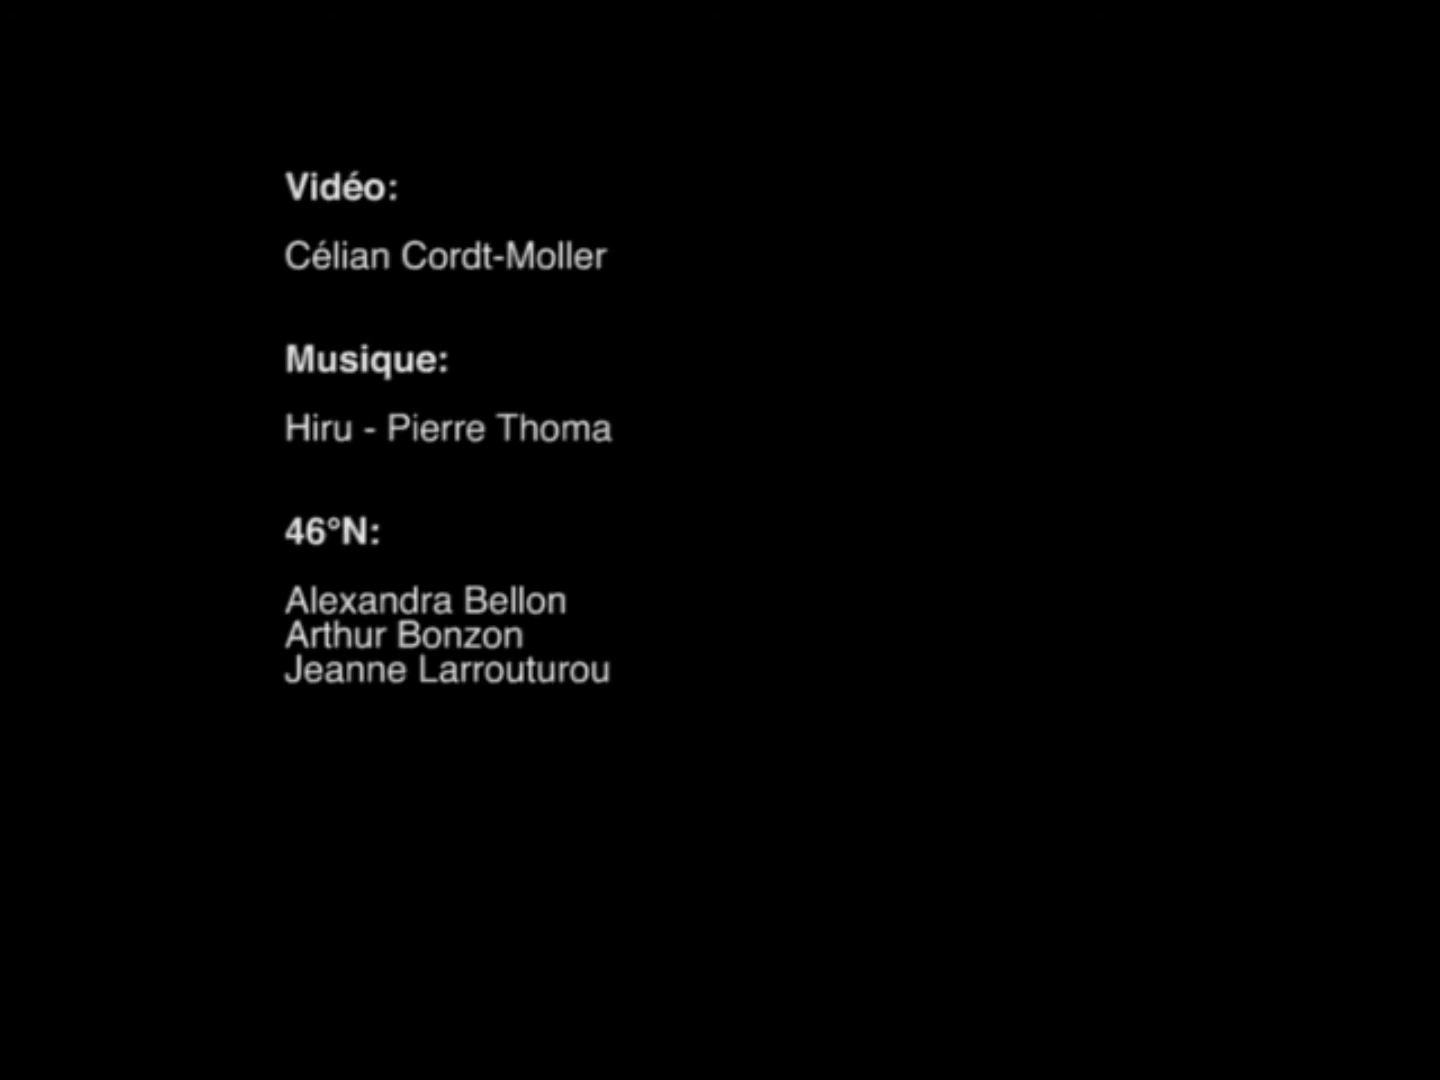 Vidéo:
Célian Cordt-Moller
Musique:
Hiru - Pierre Thoma
46°N:
Alexandra Bellon
Arthur Bonzon
Jeanne Larrouturou